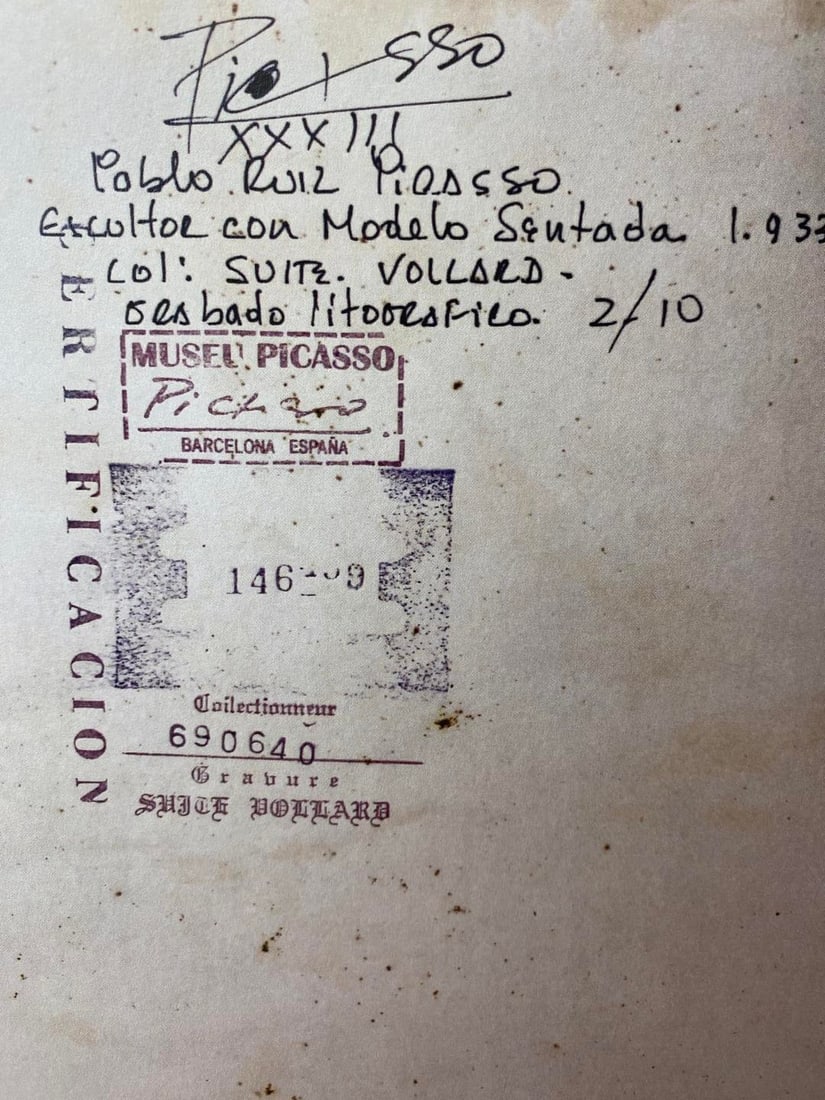 Picasso
XXXIII
Pablo RUIZ PICASSO.
Escultor con Modelo Sentada. 1.933
Col: SUITE. VOLLARD -
Grabado litografico. 2/10
ERTIFICACION
MUSEU PICASSO
Picasso
BARCELONA ESPAÑA
Collectionneur
690640
Gravure
SUITE VOLLARD